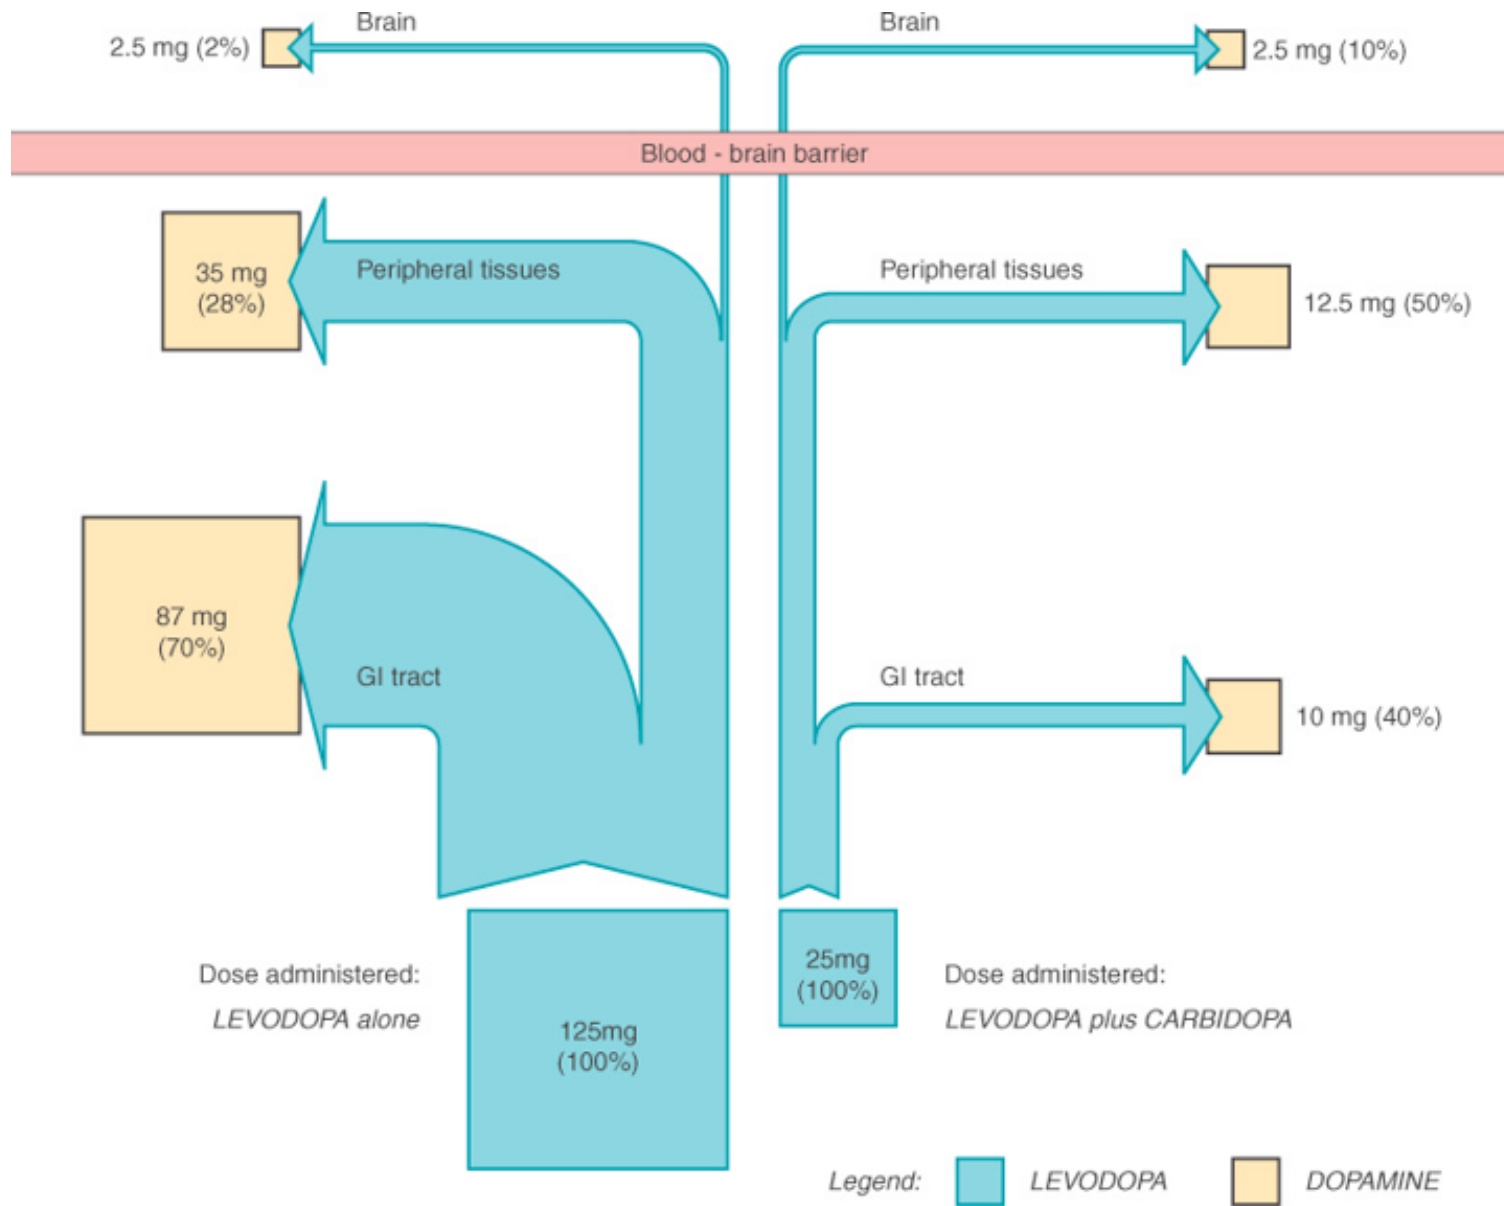 Brain
2.5 mg (2%)
Brain
2.5 mg (10%)
Blood - brain barrier
35 mg
(28%)
Peripheral tissues
Peripheral tissues
12.5 mg (50%)
87 mg
(70%)
GI tract
GI tract
10 mg (40%)
Dose administered:
LEVODOPA alone
125mg
(100%)
25mg
(100%)
Dose administered:
LEVODOPA plus CARBIDOPA
Legend:
LEVODOPA
DOPAMINE